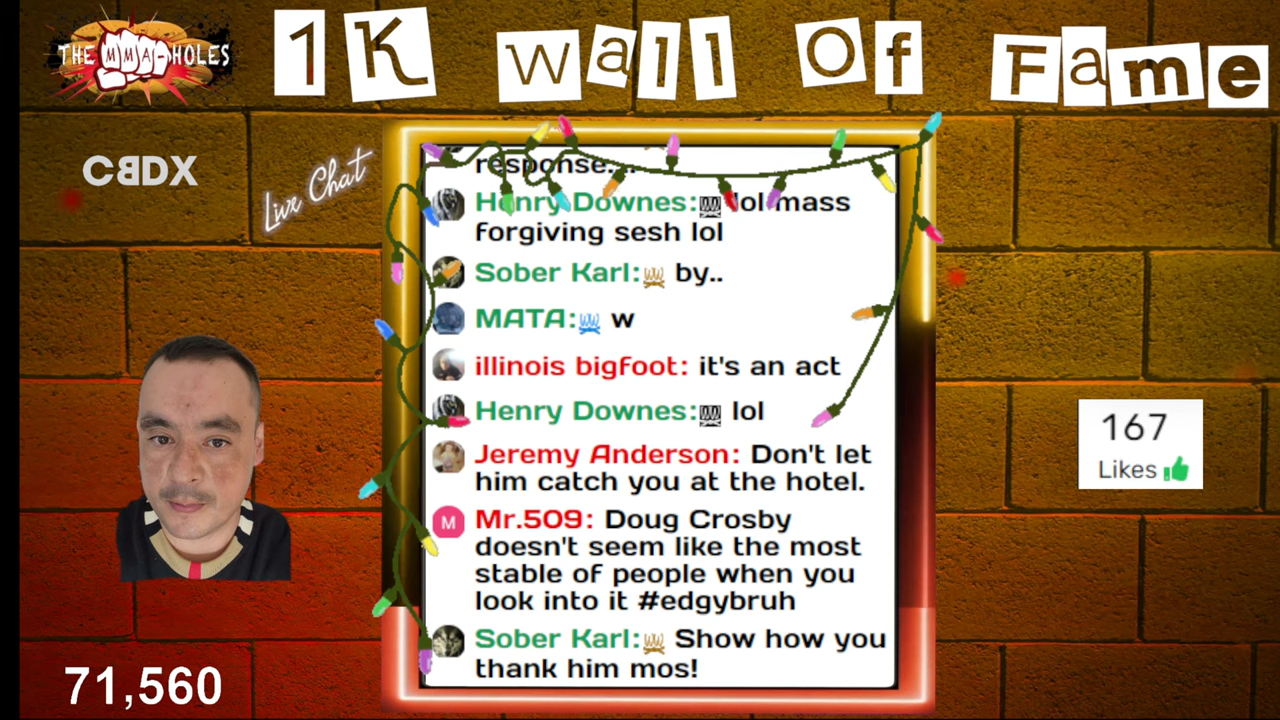 THE MMA-HOLES
1K Wall Of Fame
CBDX
Live Chat
response...
Henry Downes: lol mass
forgiving sesh lol
Sober Karl: by..
MATA: w
illinois bigfoot: it's an act
Henry Downes: lol
Jeremy Anderson: Don't let
him catch you at the hotel.
M
Mr.509: Doug Crosby
doesn't seem like the most
stable of people when you
look into it #edgybruh
Sober Karl: Show how you
thank him mos!
167
Likes
71,560